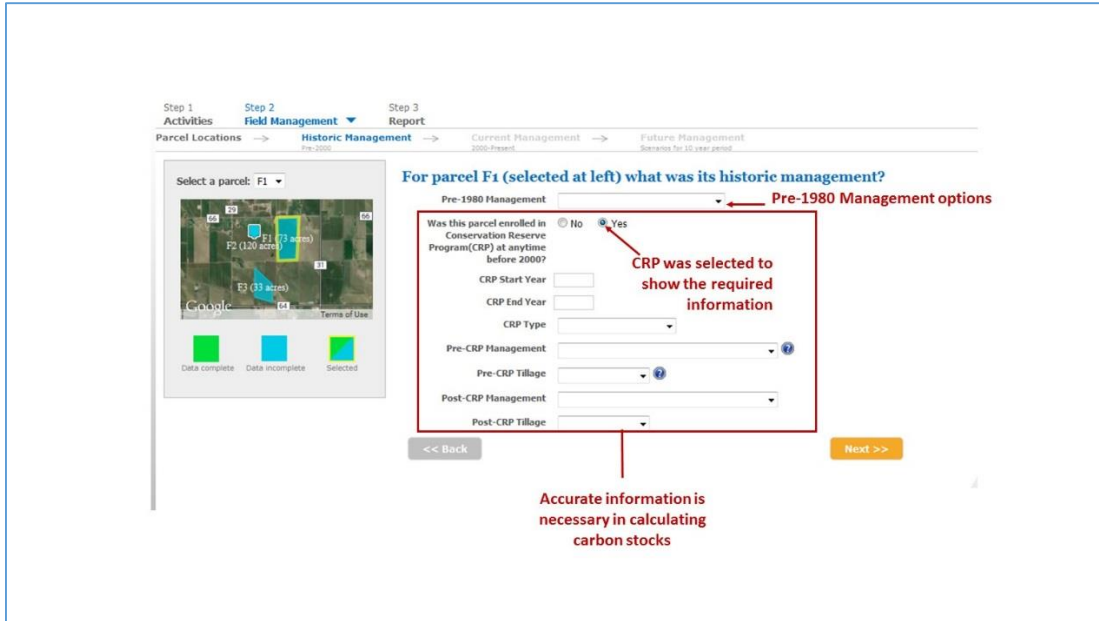 Step 1 Step 2 Step 3
Activities Field Management Report
Parcel Locations Historic Management Current Management Future Management
Pre-2000 2000-Present Scenarios for 10 year period
Select a parcel: F1
For parcel F1 (selected at left) what was its historic management?
Pre-1980 Management
Pre-1980 Management options
66 29 66
F1 (73 acres)
F2 (120 acres)
31
F3 (33 acres)
64
Google
Terms of Use
Data complete Data incomplete Selected
Was this parcel enrolled in
Conservation Reserve
Program(CRP) at anytime
before 2000?
No Yes
CRP was selected to
show the required
information
CRP Start Year
CRP End Year
CRP Type
Pre-CRP Management ?
Pre-CRP Tillage ?
Post-CRP Management
Post-CRP Tillage
<< Back Next >>
Accurate information is
necessary in calculating
carbon stocks